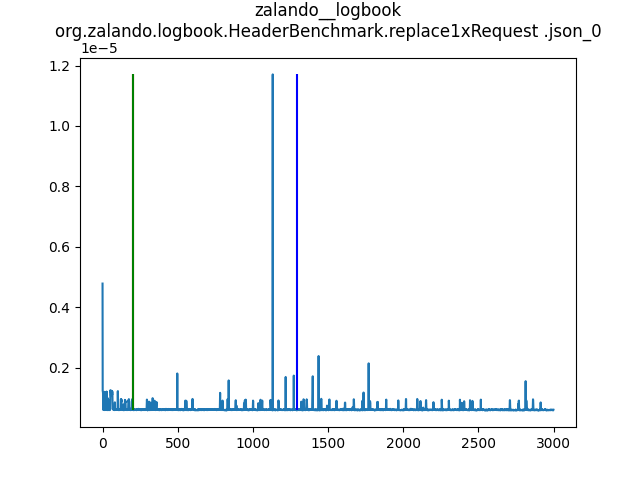 zalando__logbook
org.zalando.logbook.HeaderBenchmark.replace1xRequest .json_0
1e−5
1.2
1.0
0.8
0.6
0.4
0.2
0 500 1000 1500 2000 2500 3000